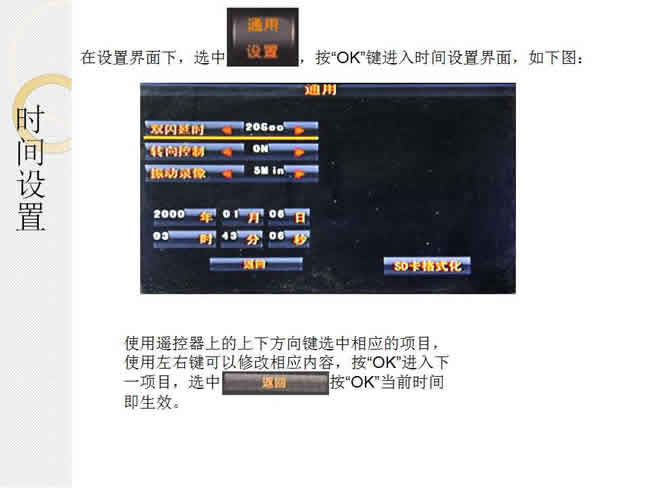 时间设置
在设置界面下，选中 通用设置 ，按“OK”键进入时间设置界面，如下图：
通用
双闪延时 20Sec
转向控制 ON
振动录像 5Min
2000 年 01 月 06 日
03 时 43 分 06 秒
返回 SD卡格式化
使用遥控器上的上下方向键选中相应的项目，
使用左右键可以修改相应内容，按“OK”进入下
一项目，选中 返回 按“OK”当前时间
即生效。